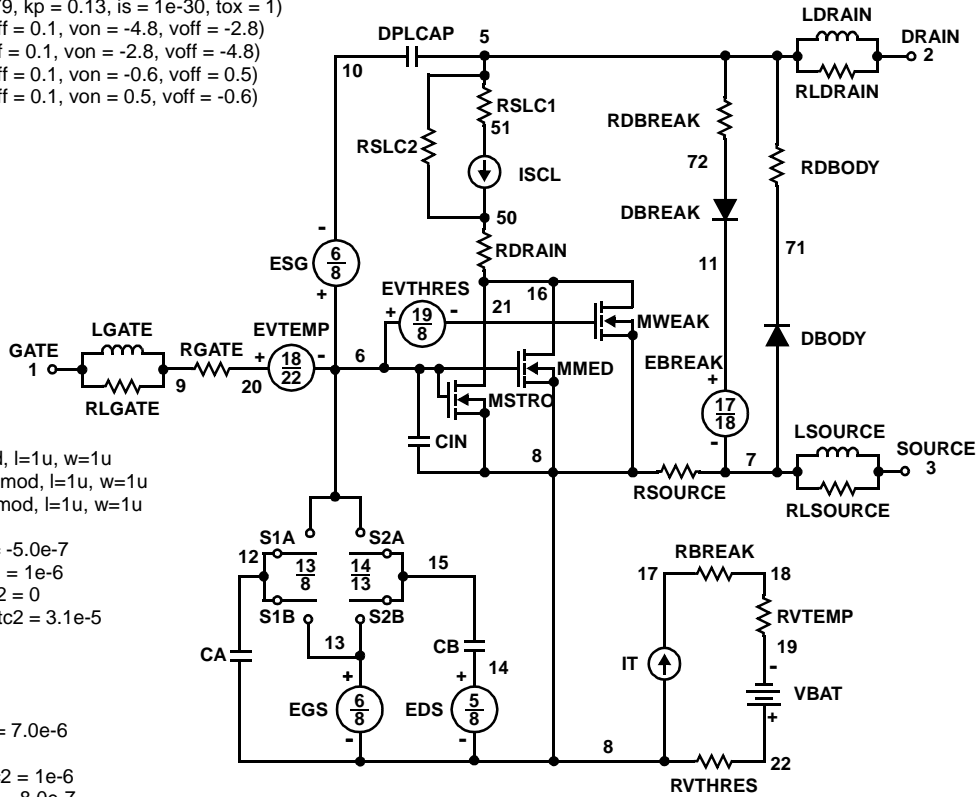 9, kp = 0.13, is = 1e-30, tox = 1)
ff = 0.1, von = -4.8, voff = -2.8)
f = 0.1, von = -2.8, voff = -4.8)
ff = 0.1, von = -0.6, voff = 0.5)
ff = 0.1, von = 0.5, voff = -0.6)
DPLCAP
5
10
LDRAIN
DRAIN
2
RLDRAIN
RSLC1
51
RSLC2
ISCL
RDBREAK
72
RDBODY
50
DBREAK
-
ESG
6
8
+
RDRAIN
11
71
EVTHRES
+
19
8
-
21
16
MWEAK
LGATE
EVTEMP
GATE
1
RGATE
+
18
22
-
6
9
20
RLGATE
MMED
MSTRO
DBODY
EBREAK
+
17
18
-
CIN
8
7
LSOURCE
SOURCE
3
RSOURCE
RLSOURCE
d, l=1u, w=1u
mod, l=1u, w=1u
mod, l=1u, w=1u
= -5.0e-7
= 1e-6
2 = 0
tc2 = 3.1e-5
= 7.0e-6
c2 = 1e-6
S1A
S2A
12
13
8
14
13
15
S1B
S2B
13
CA
CB
14
+
EGS
6
8
-
+
EDS
5
8
-
8
RBREAK
17
18
RVTEMP
19
IT
-
VBAT
+
22
RVTHRES